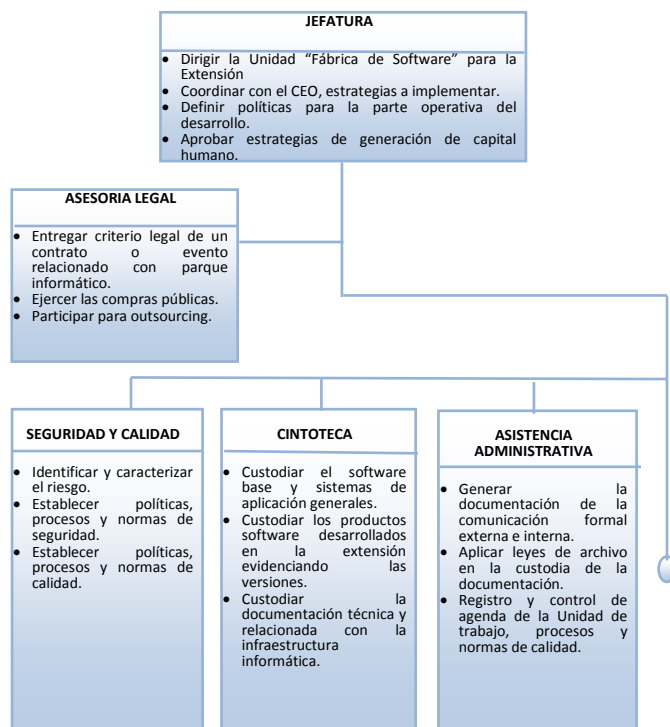 JEFATURA
• Dirigir la Unidad “Fábrica de Software” para la
Extensión
• Coordinar con el CEO, estrategias a implementar.
• Definir políticas para la parte operativa del
desarrollo.
• Aprobar estrategias de generación de capital
humano.
ASESORIA LEGAL
• Entregar criterio legal de un
contrato o evento
relacionado con parque
informático.
• Ejercer las compras públicas.
• Participar para outsourcing.
SEGURIDAD Y CALIDAD
• Identificar y caracterizar
el riesgo.
• Establecer políticas,
procesos y normas de
seguridad.
• Establecer políticas,
procesos y normas de
calidad.
CINTOTECA
• Custodiar el software
base y sistemas de
aplicación generales.
• Custodiar los productos
software desarrollados
en la extensión
evidenciando las
versiones.
• Custodiar la
documentación técnica y
relacionada con la
infraestructura
informática.
ASISTENCIA
ADMINISTRATIVA
• Generar la
documentación de la
comunicación formal
externa e interna.
• Aplicar leyes de archivo
en la custodia de la
documentación.
• Registro y control de
agenda de la Unidad de
trabajo, procesos y
normas de calidad.